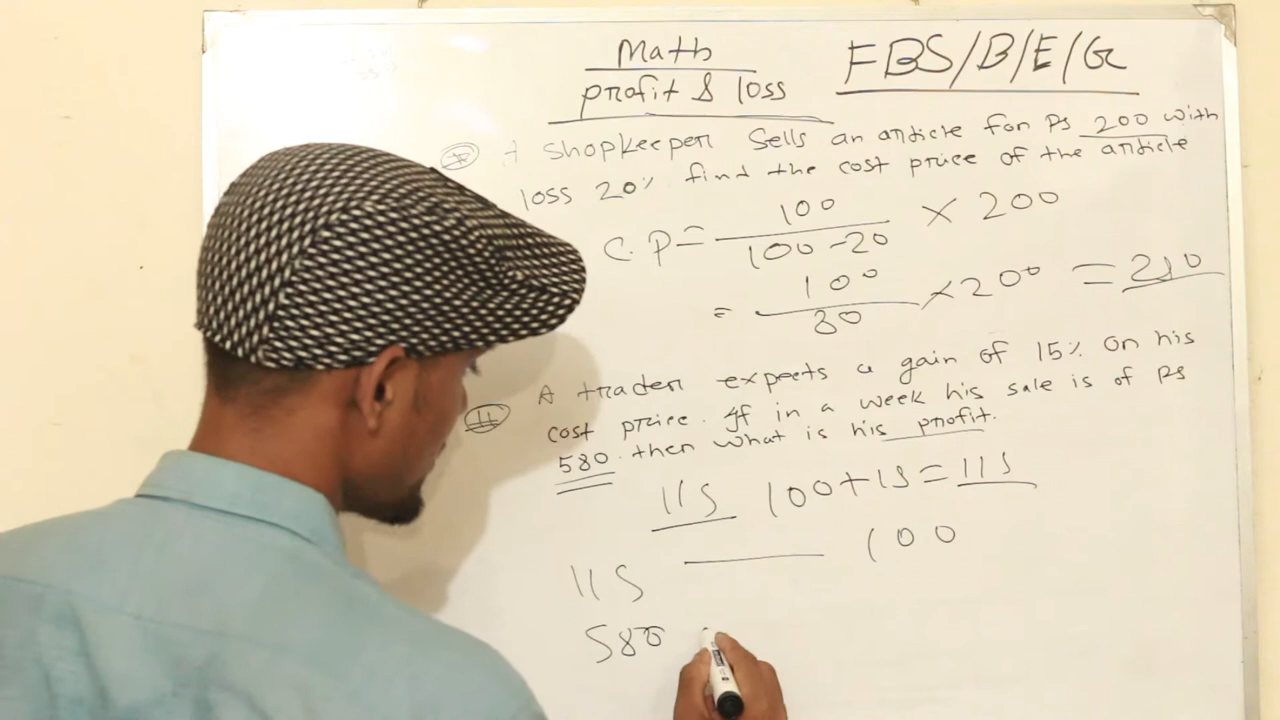 Math
profit & loss
FBS/B/E/G
A shopkeeper sells an article for Rs 200 with
loss 20% find the cost price of the article
C.P = 100 / 100-20 × 200
= 100 / 80 × 200 = 250
11 A trader expects a gain of 15% on his
cost price. If in a week his sale is of Rs
580. then what is his profit.
115 100+15=115
115 —— 100
580